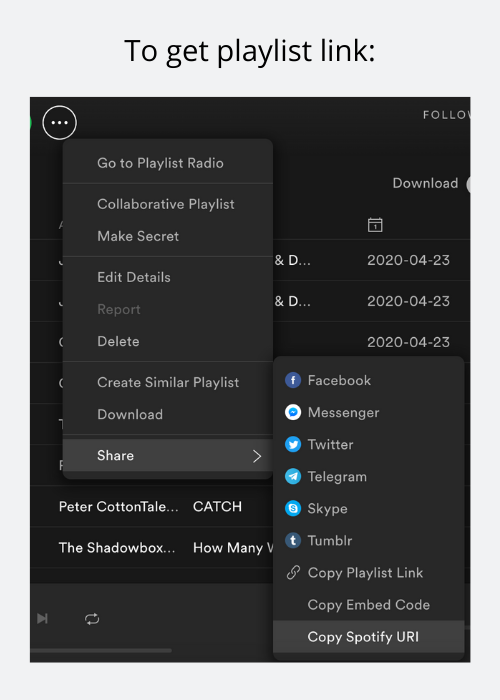 To get playlist link:
FOLLOW
Go to Playlist Radio
Download
Collaborative Playlist
1
Make Secret
& D...
2020-04-23
Edit Details
& D...
2020-04-23
Report
Delete
2020-04-23
Create Similar Playlist
Facebook
Download
Messenger
Twitter
Share
Telegram
Peter CottonTale...
CATCH
Skype
Tumblr
The Shadowbox...
How Many
Copy Playlist Link
Copy Embed Code
Copy Spotify URI